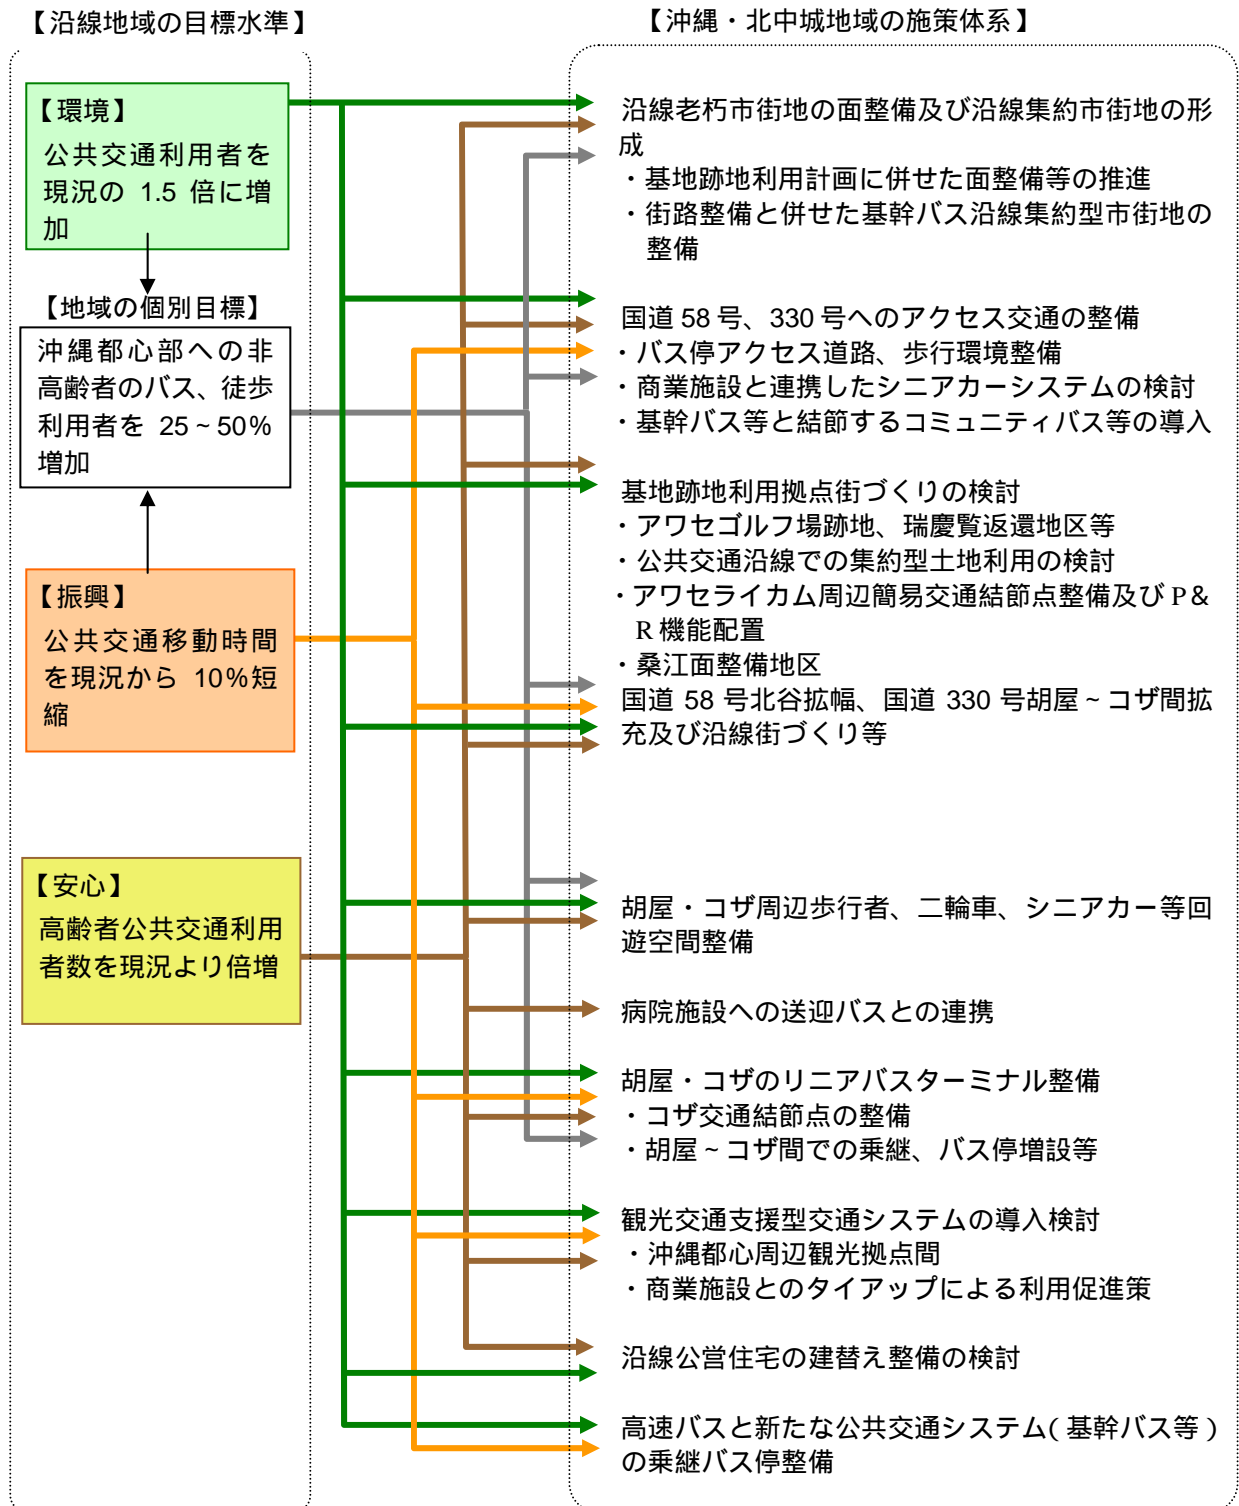 【沿線地域の目標水準】
【環境】
公共交通利用者を
現況の 1.5 倍に増
加
【地域の個別目標】
沖縄都心部への非
高齢者のバス、徒歩
利用者を 25~50%
増加
【振興】
公共交通移動時間
を現況から 10%短
縮
【安心】
高齢者公共交通利用
者数を現況より倍増
【沖縄・北中城地域の施策体系】
沿線老朽市街地の面整備及び沿線集約市街地の形
成
・基地跡地利用計画に併せた面整備等の推進
・街路整備と併せた基幹バス沿線集約型市街地の
整備
国道 58 号、330 号へのアクセス交通の整備
・バス停アクセス道路、歩行環境整備
・商業施設と連携したシニアカーシステムの検討
・基幹バス等と結節するコミュニティバス等の導入
基地跡地利用拠点街づくりの検討
・アワセゴルフ場跡地、瑞慶覧返還地区等
・公共交通沿線での集約型土地利用の検討
・アワセライカム周辺簡易交通結節点整備及び P&
R 機能配置
・桑江面整備地区
国道 58 号北谷拡幅、国道 330 号胡屋~コザ間拡
充及び沿線街づくり等
胡屋・コザ周辺歩行者、二輪車、シニアカー等回
遊空間整備
病院施設への送迎バスとの連携
胡屋・コザのリニアバスターミナル整備
・コザ交通結節点の整備
・胡屋~コザ間での乗継、バス停増設等
観光交通支援型交通システムの導入検討
・沖縄都心周辺観光拠点間
・商業施設とのタイアップによる利用促進策
沿線公営住宅の建替え整備の検討
高速バスと新たな公共交通システム(基幹バス等)
の乗継バス停整備